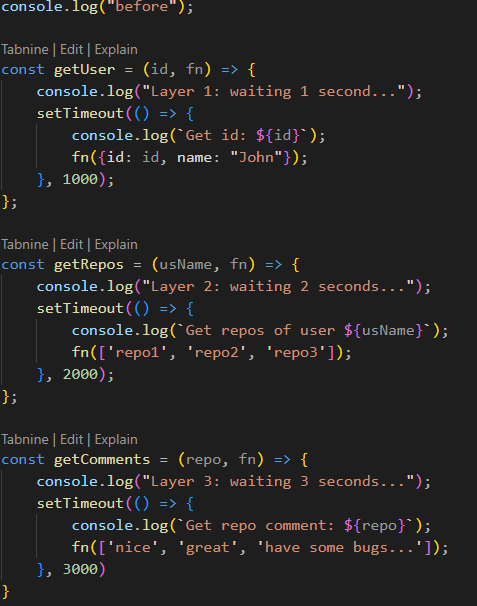 console.log("before");
Tabnine | Edit | Explain
const getUser = (id, fn) => {
    console.log("Layer 1: waiting 1 second...");
    setTimeout(() => {
        console.log(`Get id: ${id}`);
        fn({id: id, name: "John"});
    }, 1000);
};
Tabnine | Edit | Explain
const getRepos = (usName, fn) => {
    console.log("Layer 2: waiting 2 seconds...");
    setTimeout(() => {
        console.log(`Get repos of user ${usName}`);
        fn(['repo1', 'repo2', 'repo3']);
    }, 2000);
};
Tabnine | Edit | Explain
const getComments = (repo, fn) => {
    console.log("Layer 3: waiting 3 seconds...");
    setTimeout(() => {
        console.log(`Get repo comment: ${repo}`);
        fn(['nice', 'great', 'have some bugs...']);
    }, 3000)
}